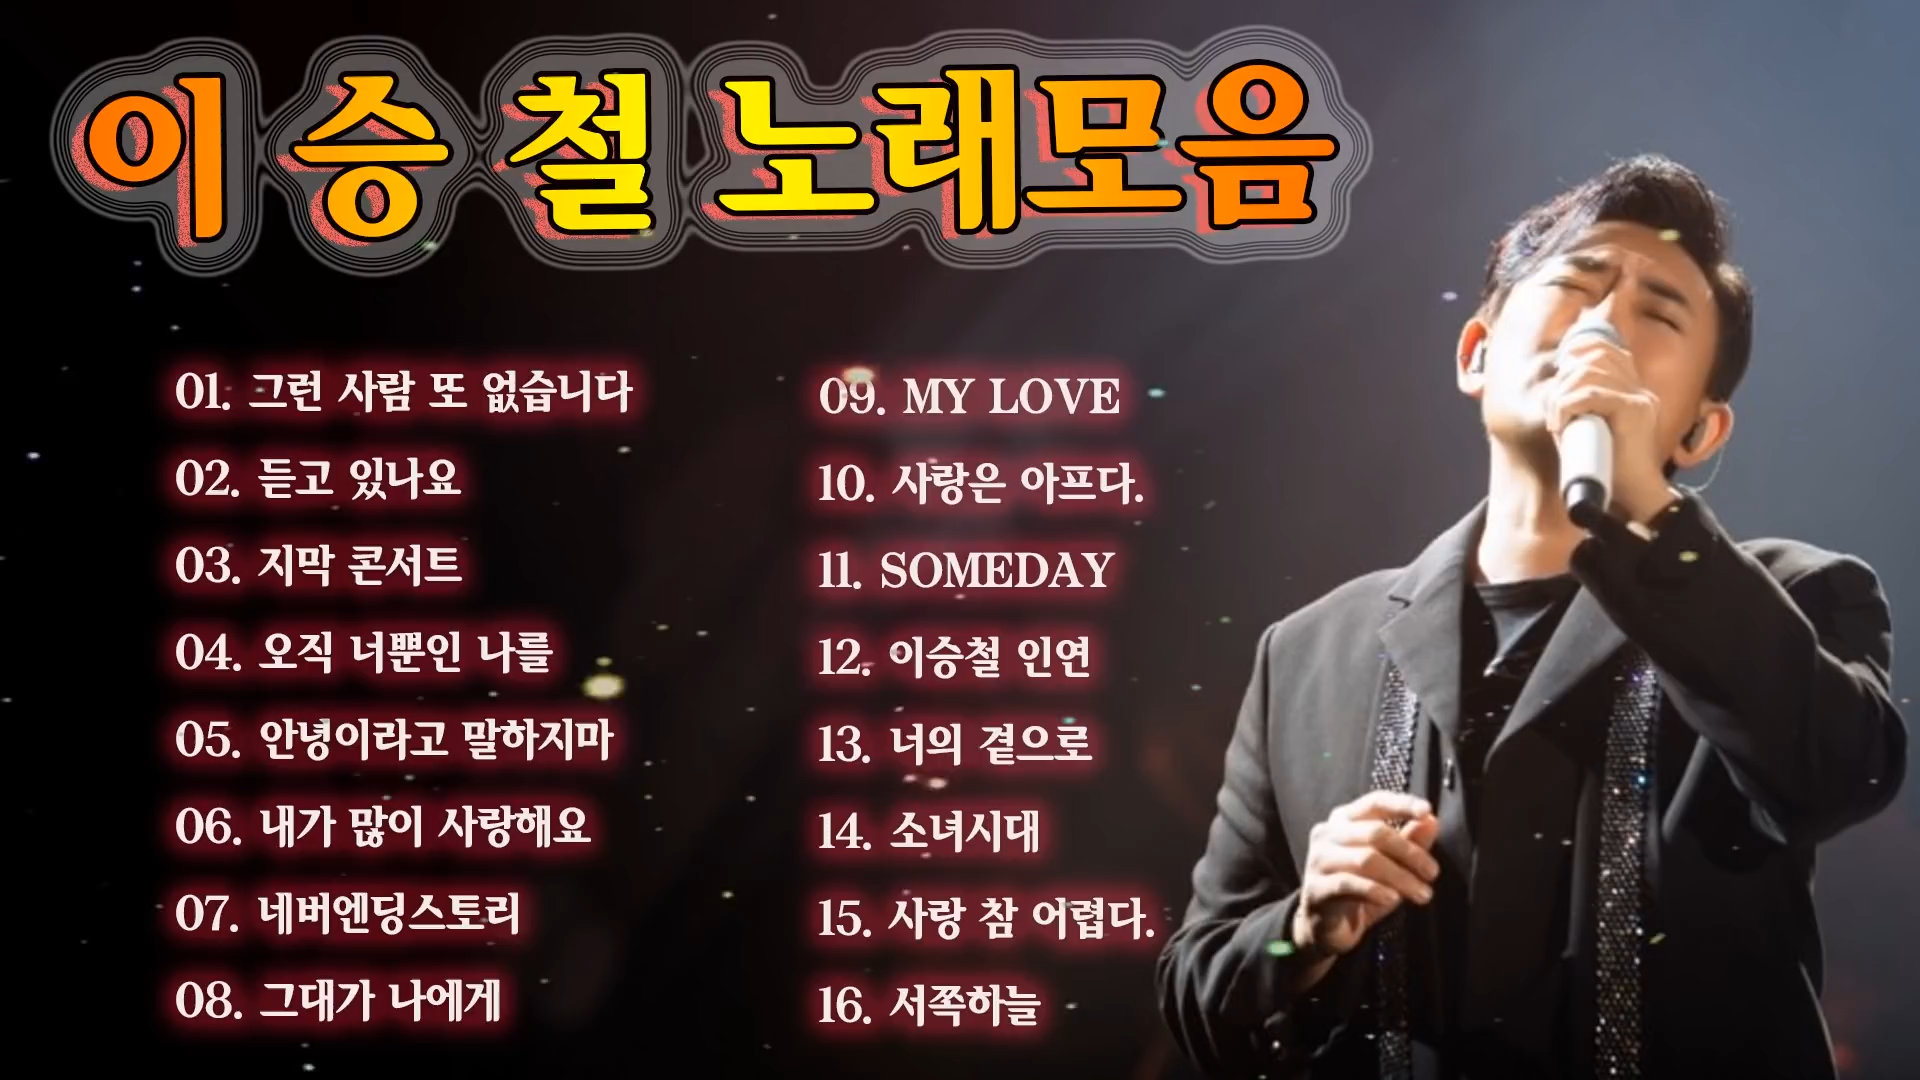 이 승 철 노래모음
01. 그런 사람 또 없습니다
02. 듣고 있나요
03. 지막 콘서트
04. 오직 너뿐인 나를
05. 안녕이라고 말하지마
06. 내가 많이 사랑해요
07. 네버엔딩스토리
08. 그대가 나에게
09. MY LOVE
10. 사랑은 아프다.
11. SOMEDAY
12. 이승철 인연
13. 너의 곁으로
14. 소녀시대
15. 사랑 참 어렵다.
16. 서쪽하늘